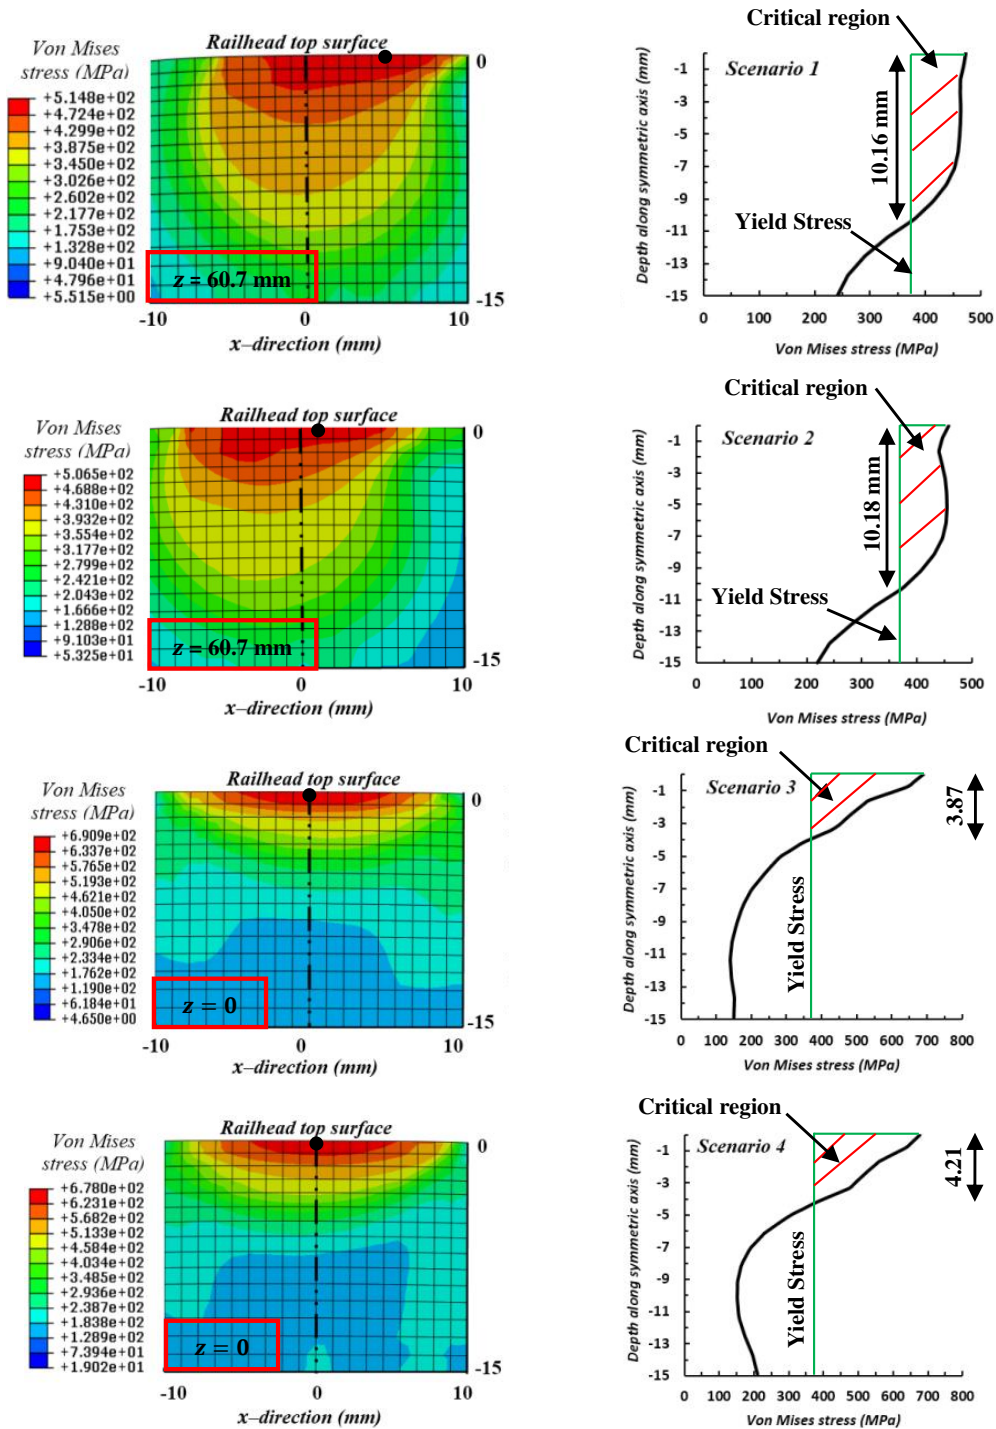 Railhead top surface
Von Mises
stress (MPa)
+5.148e+02
+4.724e+02
+4.299e+02
+3.875e+02
+3.450e+02
+3.026e+02
+2.602e+02
+2.177e+02
+1.753e+02
+1.328e+02
+9.040e+01
+4.796e+01
+5.515e+00
0
z = 60.7 mm
-15
-10 0 10
x–direction (mm)
Critical region
Scenario 1
10.16 mm
Yield Stress
Depth along symmetric axis (mm)
-1
-3
-5
-7
-9
-11
-13
-15
0 100 200 300 400 500
Von Mises stress (MPa)
Railhead top surface
Von Mises
stress (MPa)
+5.065e+02
+4.688e+02
+4.310e+02
+3.932e+02
+3.554e+02
+3.177e+02
+2.799e+02
+2.421e+02
+2.043e+02
+1.666e+02
+1.288e+02
+9.103e+01
+5.325e+01
0
z = 60.7 mm
-15
-10 0 10
x–direction (mm)
Critical region
Scenario 2
10.18 mm
Yield Stress
Depth along symmetric axis (mm)
-1
-3
-5
-7
-9
-11
-13
-15
0 100 200 300 400 500
Von Mises stress (MPa)
Railhead top surface
Von Mises
stress (MPa)
+6.909e+02
+6.337e+02
+5.765e+02
+5.193e+02
+4.621e+02
+4.050e+02
+3.478e+02
+2.906e+02
+2.334e+02
+1.762e+02
+1.190e+02
+6.184e+01
+4.650e+00
0
z = 0
-15
-10 0 10
x–direction (mm)
Critical region
Scenario 3
3.87
Yield Stress
Depth along symmetric axis (mm)
-1
-3
-5
-7
-9
-11
-13
-15
0 100 200 300 400 500 600 700 800
Von Mises stress (MPa)
Railhead top surface
Von Mises
stress (MPa)
+6.780e+02
+6.231e+02
+5.682e+02
+5.133e+02
+4.584e+02
+4.034e+02
+3.485e+02
+2.936e+02
+2.387e+02
+1.838e+02
+1.289e+02
+7.394e+01
+1.902e+01
0
z = 0
-15
-10 0 10
x–direction (mm)
Critical region
Scenario 4
4.21
Yield Stress
Depth along symmetric axis (mm)
-1
-3
-5
-7
-9
-11
-13
-15
0 100 200 300 400 500 600 700 800
Von Mises stress (MPa)